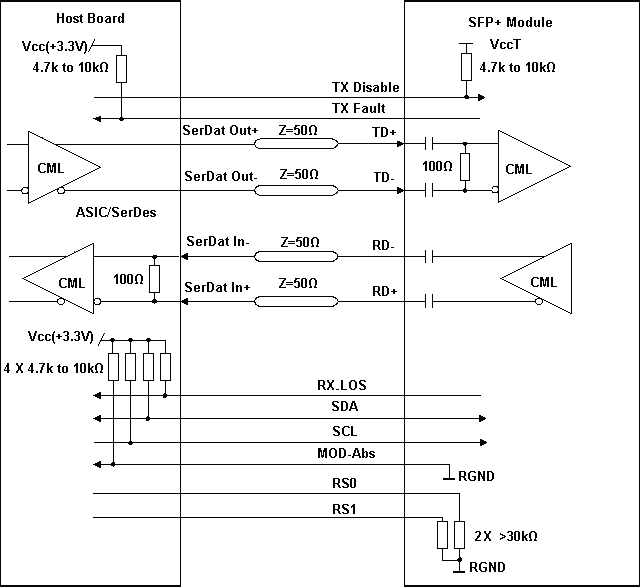 Host Board
SFP+ Module
Vcc(+3.3V)
VccT
4.7k to 10kΩ
4.7k to 10kΩ
TX Disable
TX Fault
SerDat Out+
Z=50Ω
TD+
CML
100Ω
CML
SerDat Out-
Z=50Ω
TD-
ASIC/SerDes
SerDat In-
Z=50Ω
RD-
CML
100Ω
CML
SerDat In+
Z=50Ω
RD+
Vcc(+3.3V)
4 X 4.7k to 10kΩ
RX.LOS
SDA
SCL
MOD-Abs
RGND
RS0
RS1
2X >30kΩ
RGND